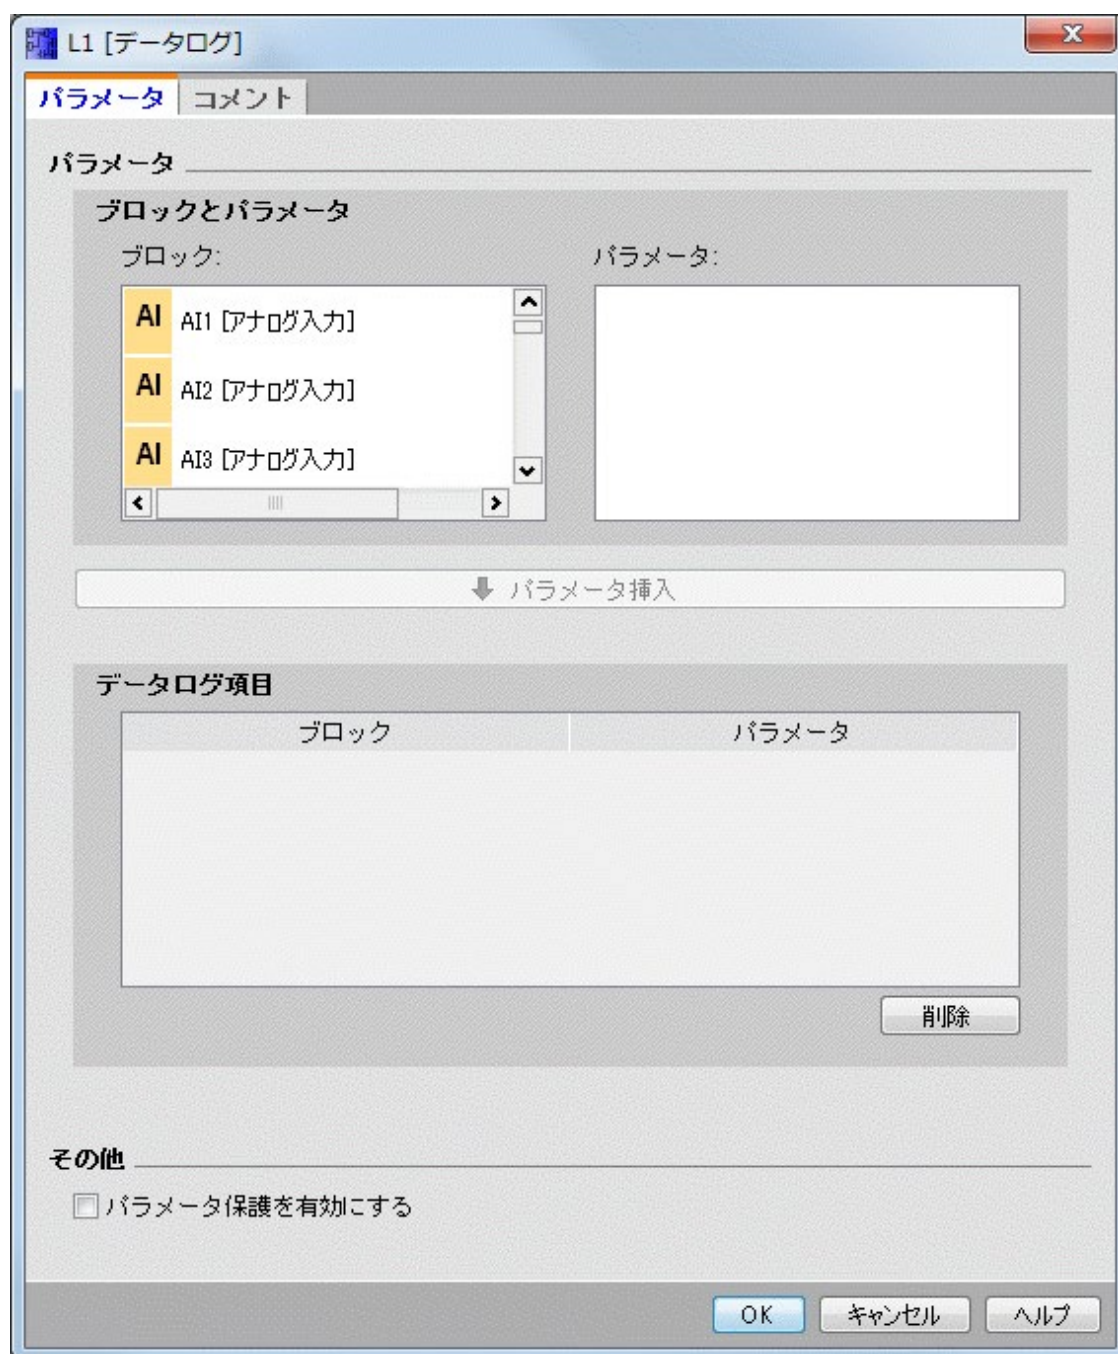 L1 [データログ]
パラメータ コメント
パラメータ
ブロックとパラメータ
ブロック: パラメータ:
AI AI1 [アナログ入力]
AI AI2 [アナログ入力]
AI AI3 [アナログ入力]
パラメータ挿入
データログ項目
ブロック パラメータ
削除
その他
パラメータ保護を有効にする
OK キャンセル ヘルプ